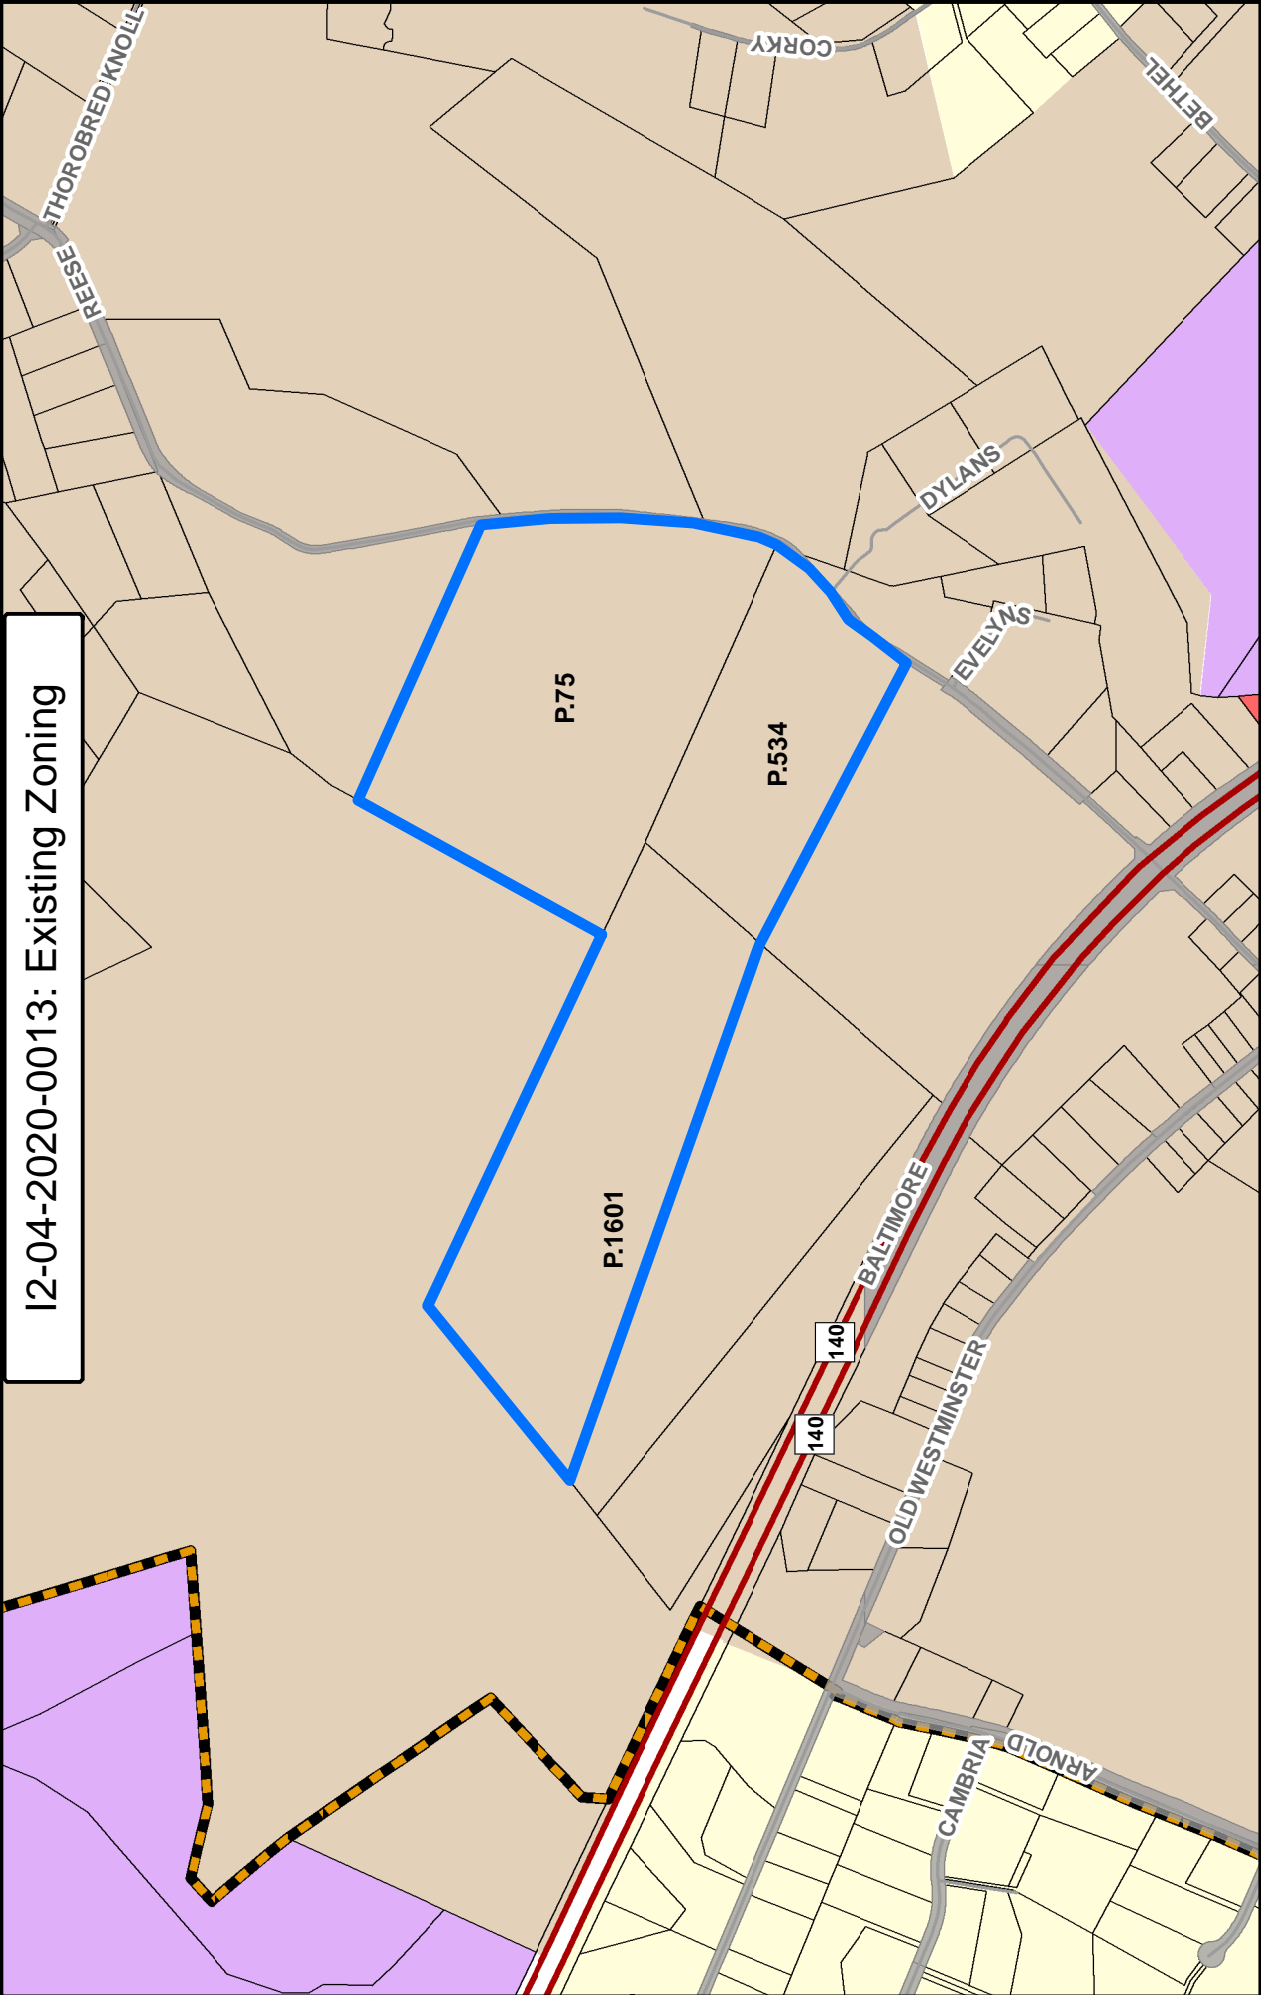 I2-04-2020-0013: Existing Zoning
THOROBRED KNOLL
REESE
CORKY
BETHEL
DYLANS
EVELYNS
P.75
P.534
P.1601
BALTIMORE
140
140
OLD WESTMINSTER
CAMBRIA
ARNOLD